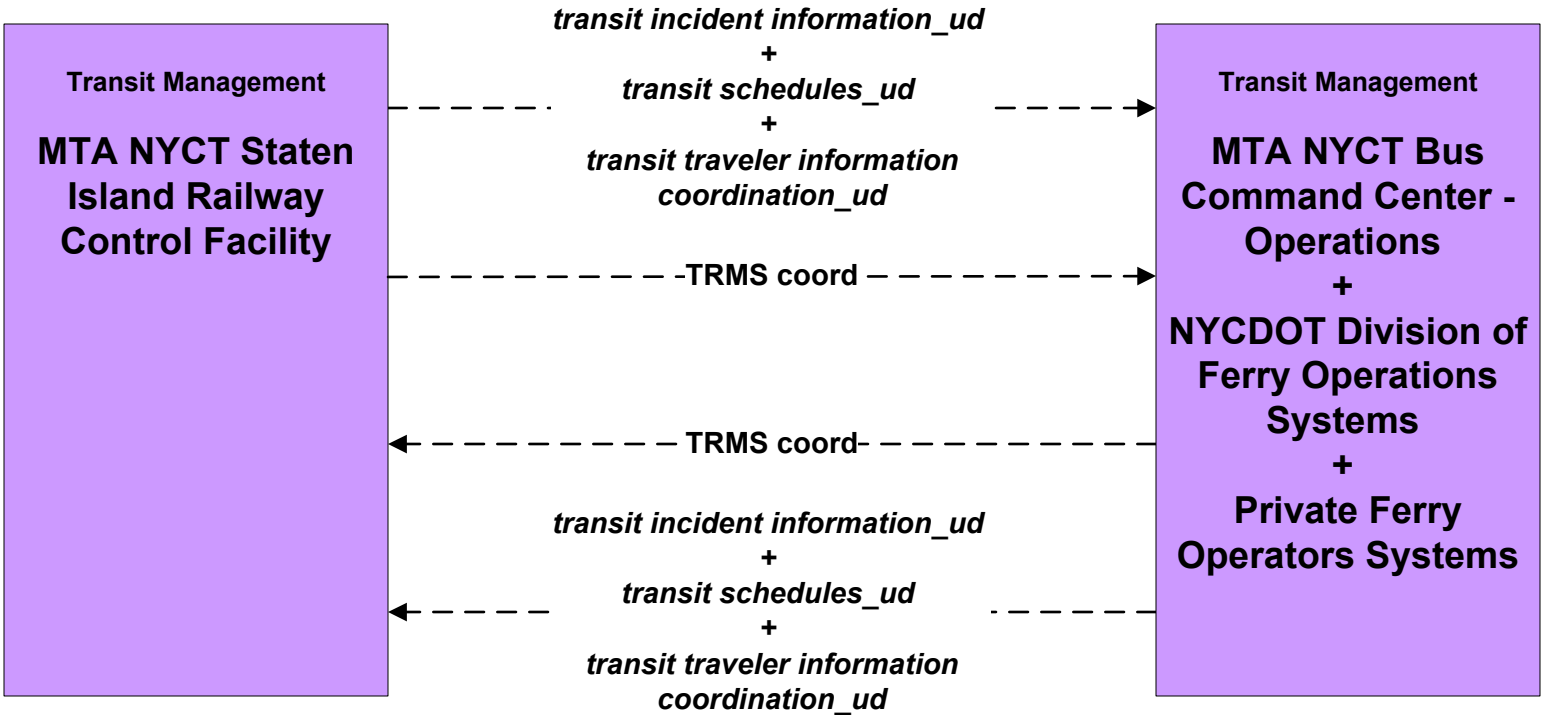 Transit Management
MTA NYCT Staten
Island Railway
Control Facility
transit incident information_ud
+
transit schedules_ud
+
transit traveler information
coordination_ud
TRMS coord
TRMS coord
transit incident information_ud
+
transit schedules_ud
+
transit traveler information
coordination_ud
Transit Management
MTA NYCT Bus
Command Center -
Operations
+
NYCDOT Division of
Ferry Operations
Systems
+
Private Ferry
Operators Systems